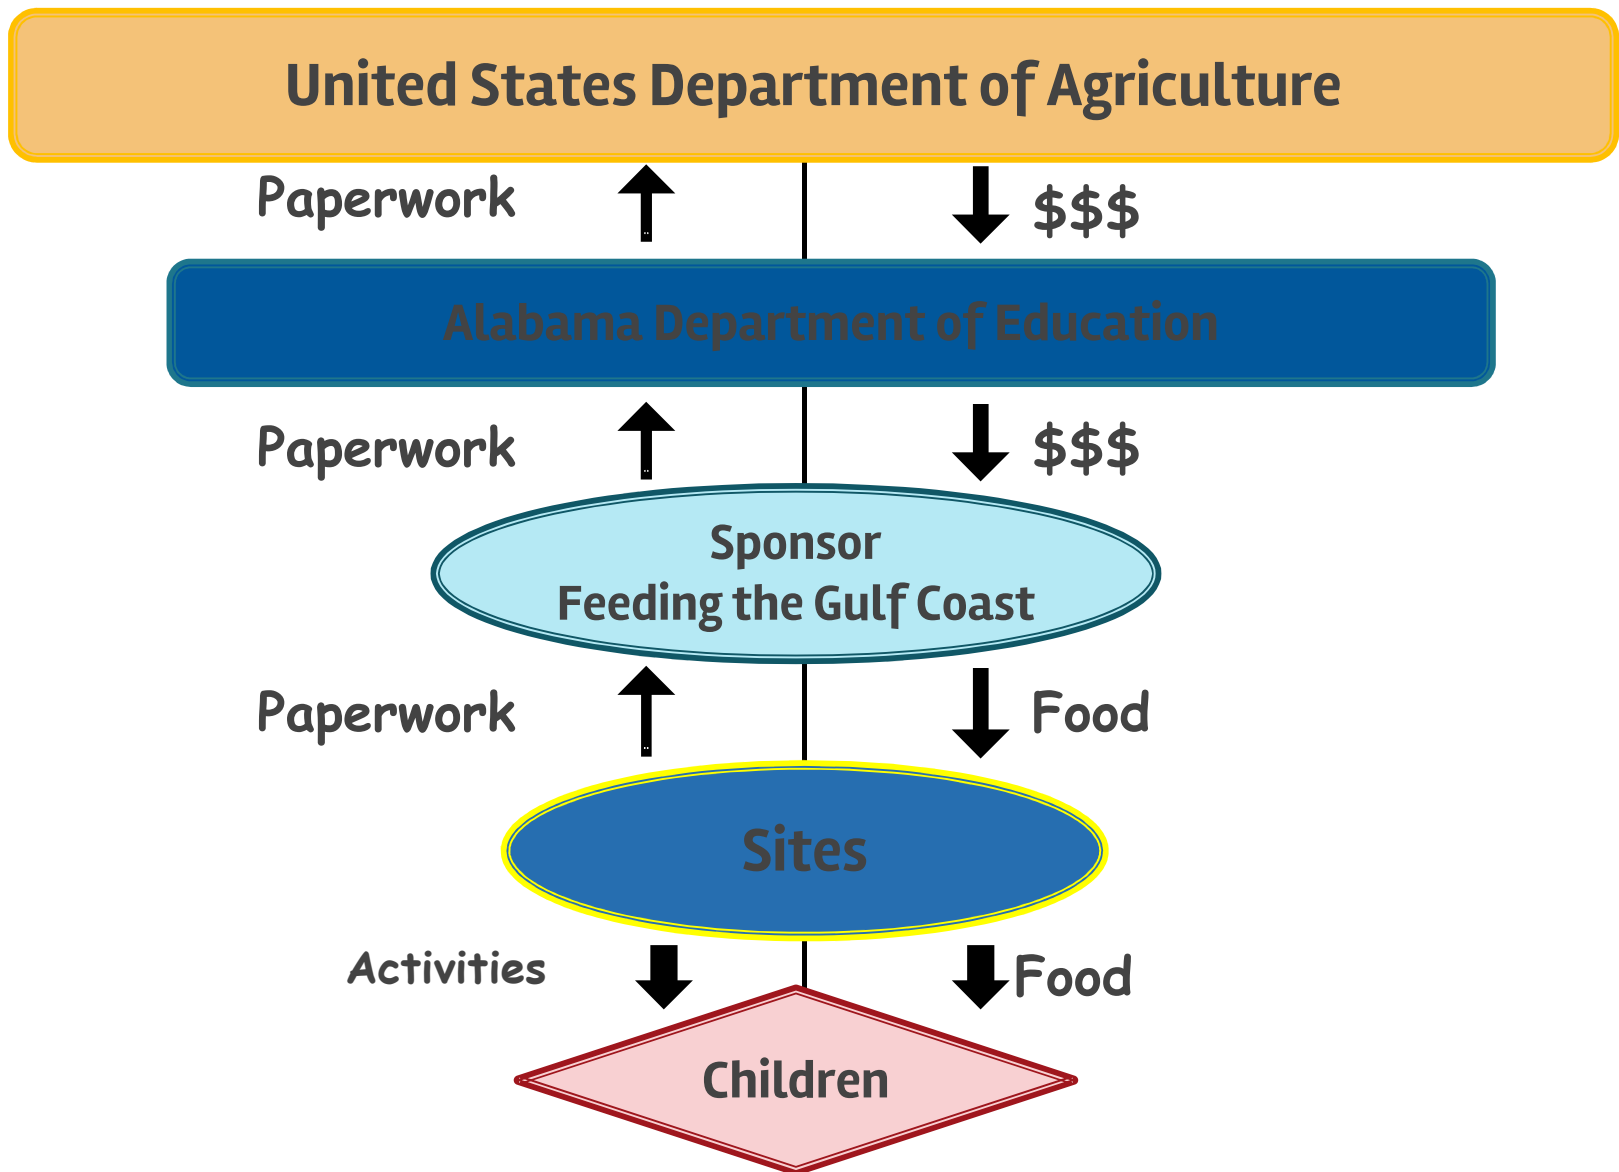 United States Department of Agriculture
Paperwork
$$$
Alabama Department of Education
Paperwork
$$$
Sponsor
Feeding the Gulf Coast
Paperwork
Food
Sites
Activities
Food
Children